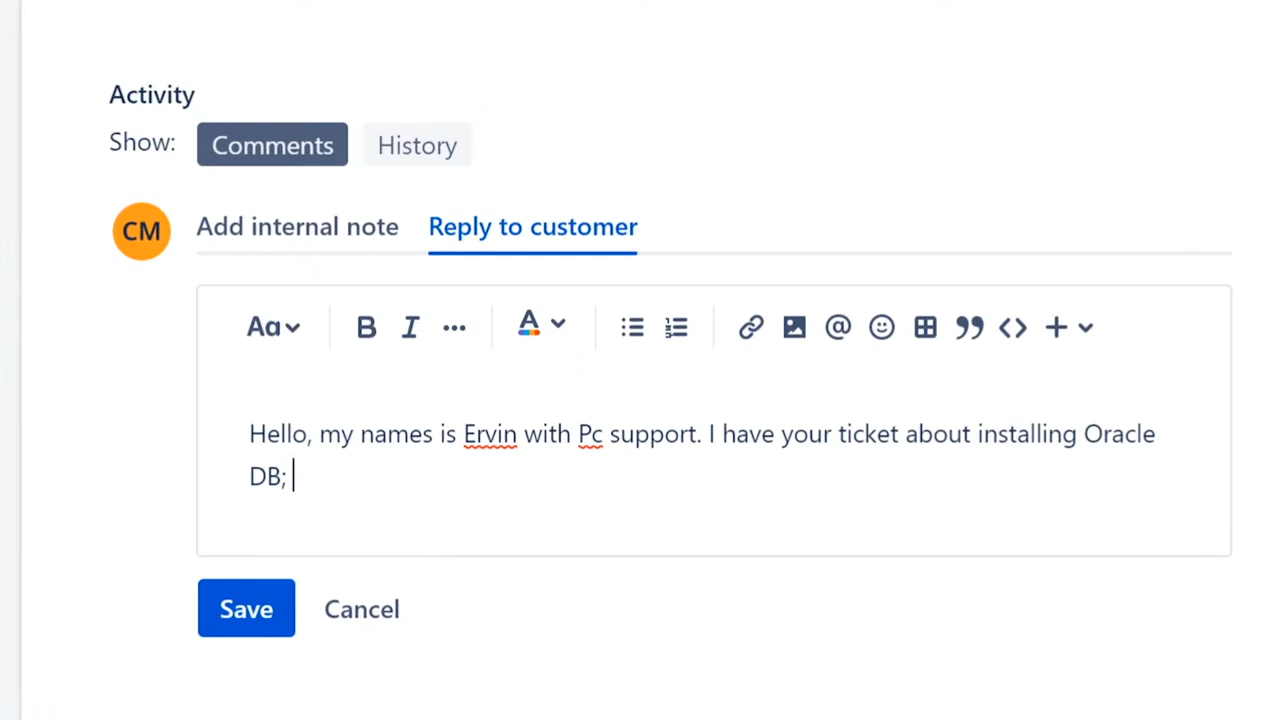 Activity
Show: Comments History
CM Add internal note Reply to customer
Aa B I ... A @ <> +
Hello, my names is Ervin with Pc support. I have your ticket about installing Oracle
DB;
Save Cancel